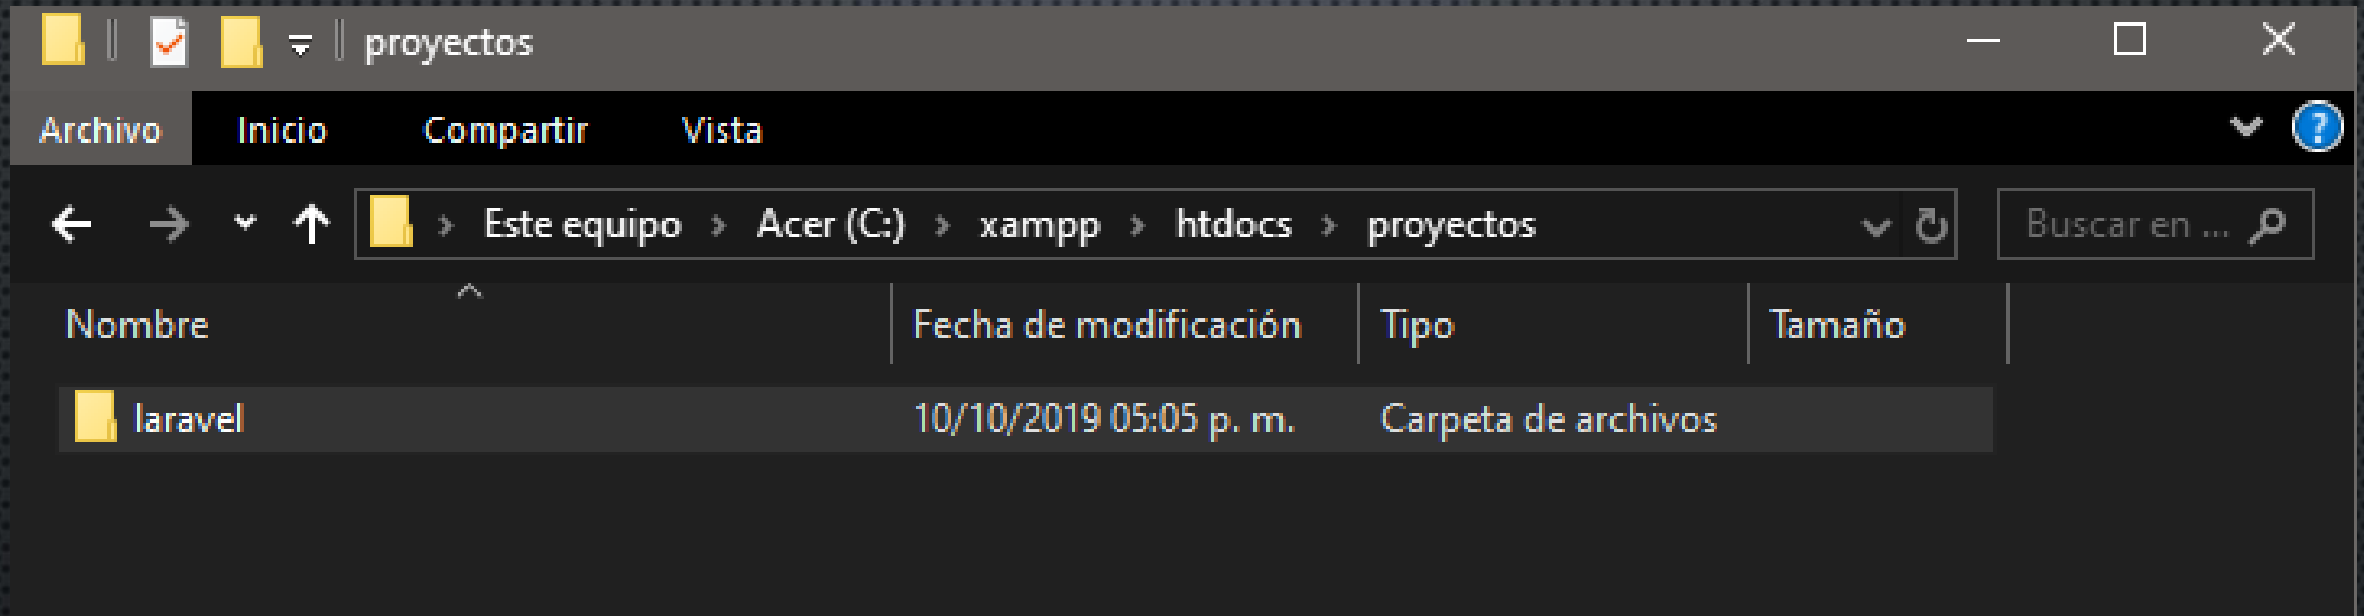 proyectos
Archivo Inicio Compartir Vista
Este equipo Acer (C:) xampp htdocs proyectos Buscar en ...
Nombre Fecha de modificación Tipo Tamaño
laravel 10/10/2019 05:05 p. m. Carpeta de archivos